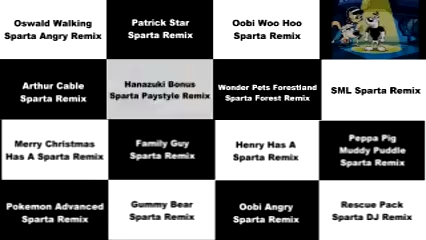 Oswald Walking
Sparta Angry Remix
Patrick Star
Sparta Remix
Oobi Woo Hoo
Sparta Remix
Arthur Cable
Sparta Remix
Hanazuki Bonus
Sparta Paystyle Remix
Wonder Pets Forestland
Sparta Forest Remix
SML Sparta Remix
Merry Christmas
Has A Sparta Remix
Family Guy
Sparta Remix
Henry Has A
Sparta Remix
Peppa Pig
Muddy Puddle
Sparta Remix
Pokemon Advanced
Sparta Remix
Gummy Bear
Sparta Remix
Oobi Angry
Sparta Remix
Rescue Pack
Sparta DJ Remix